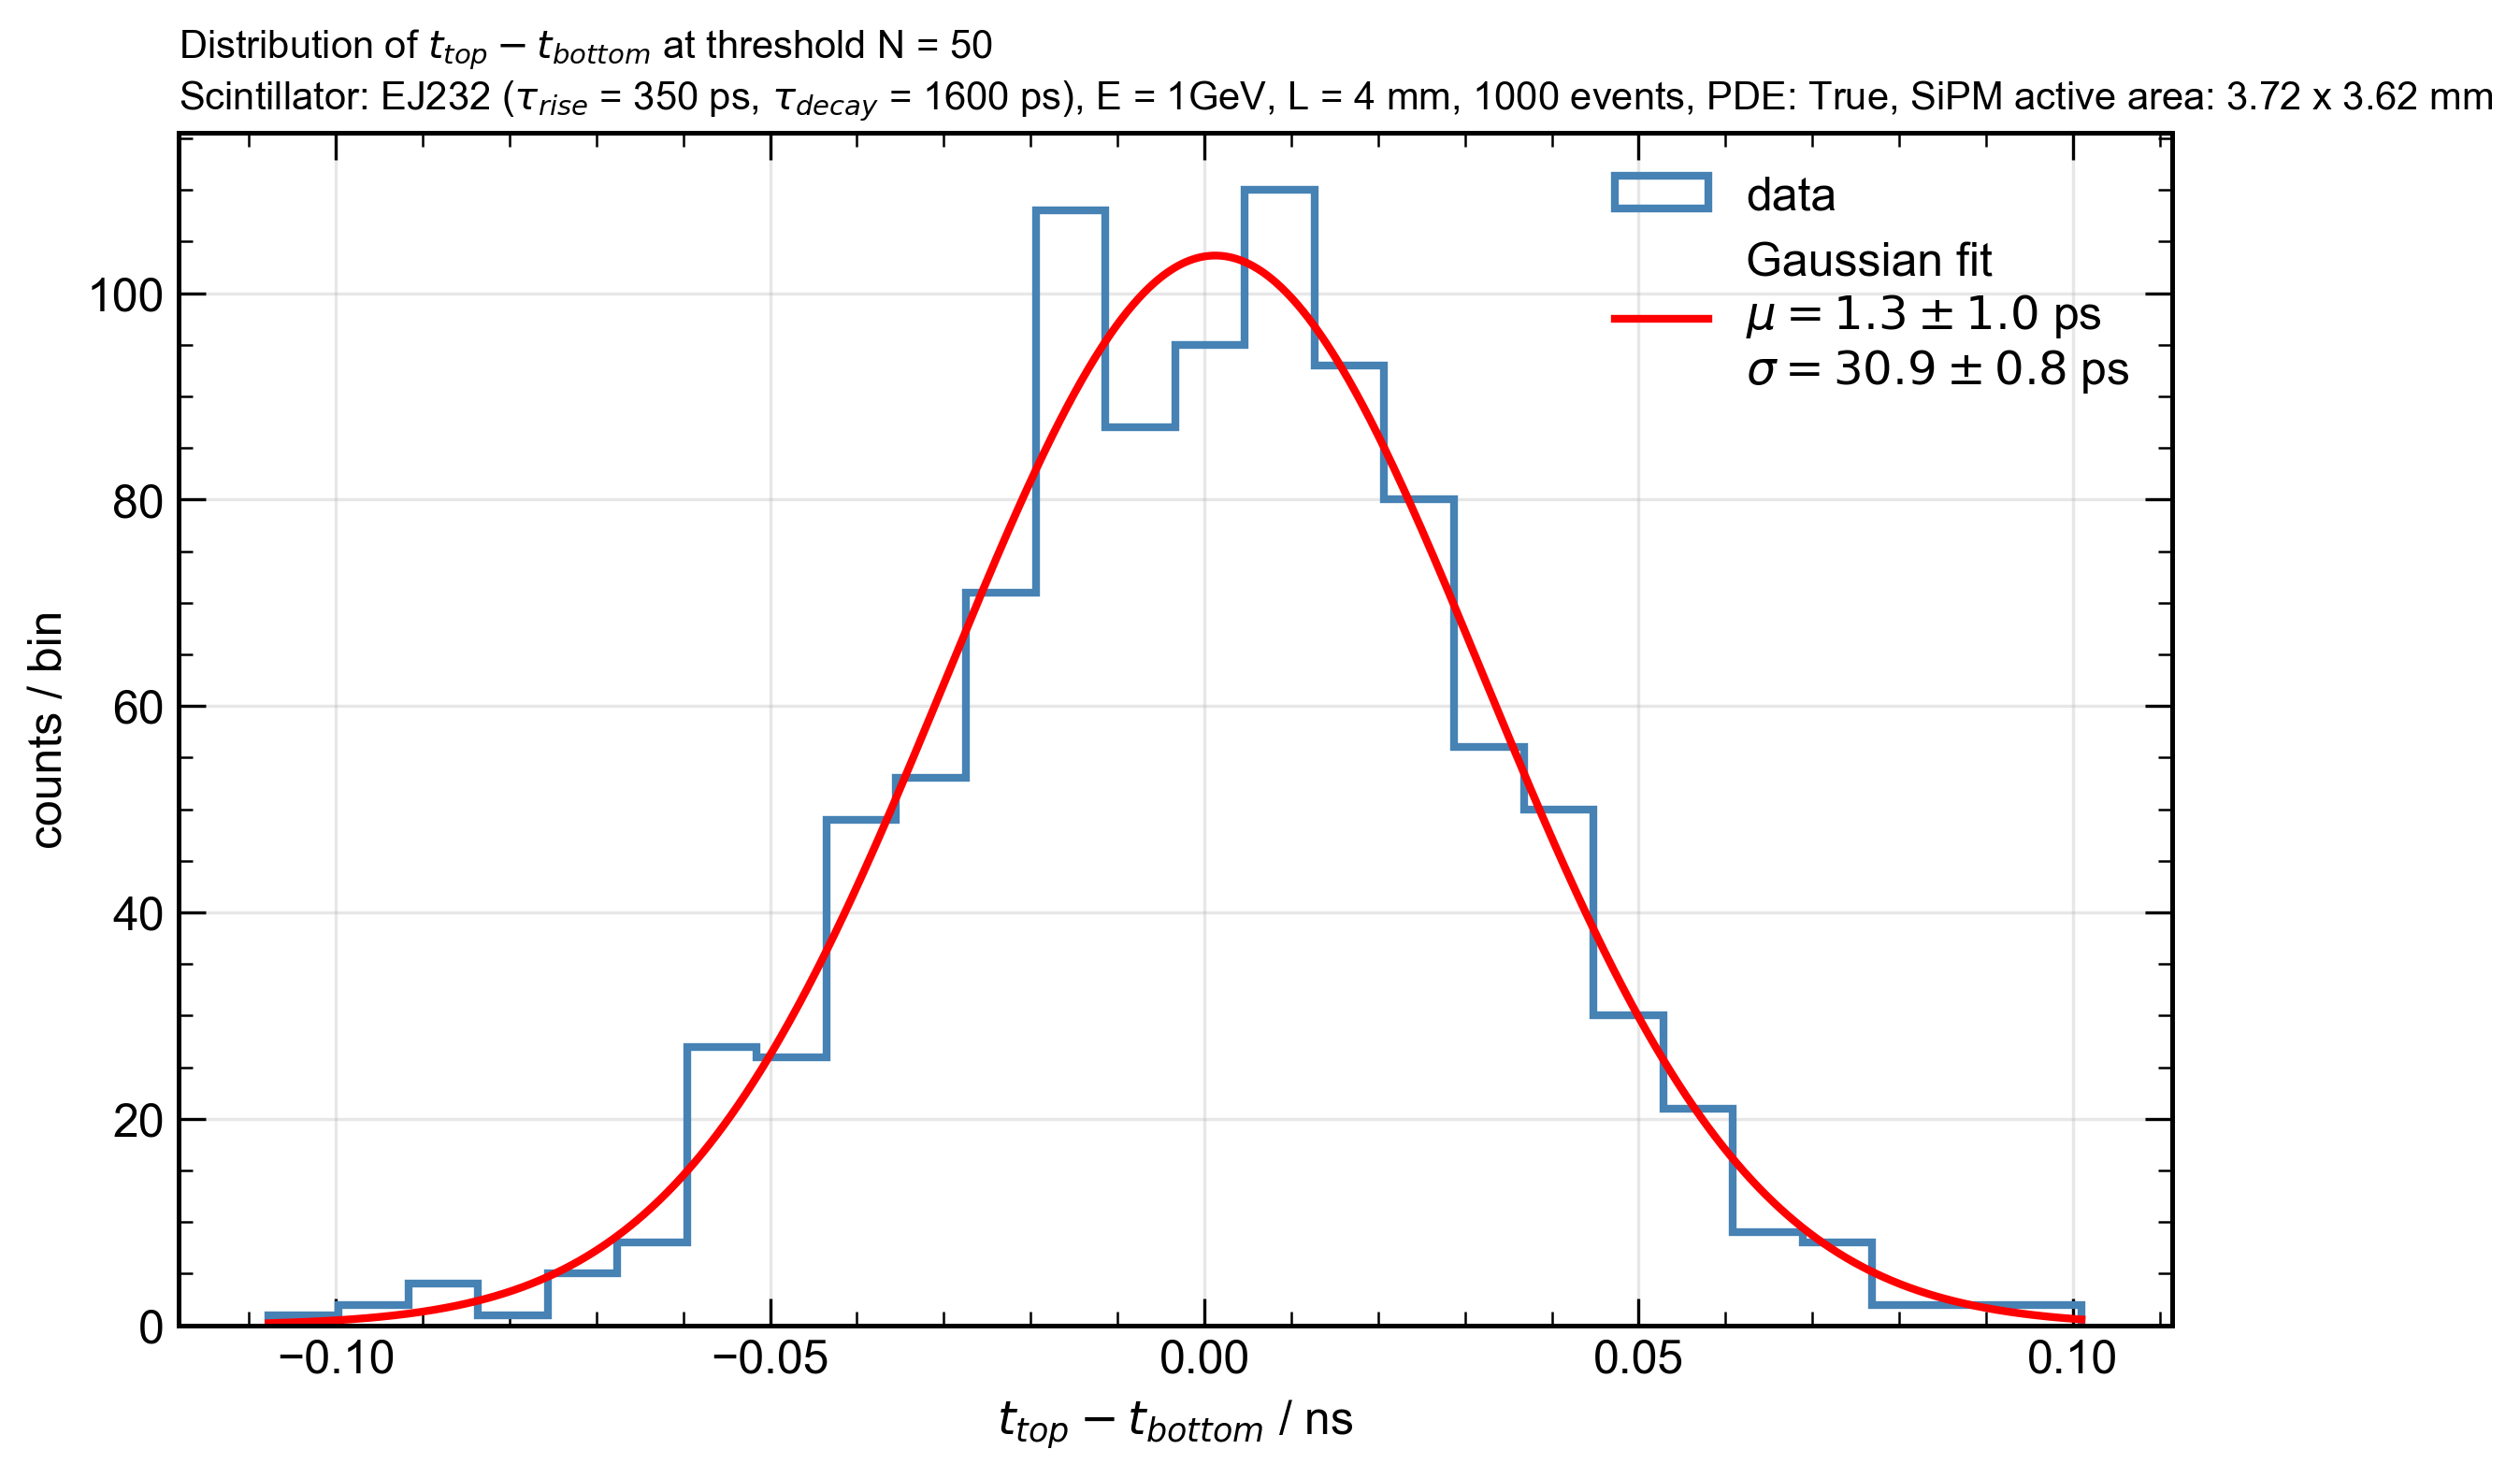 Distribution of t_top − t_bottom at threshold N = 50
Scintillator: EJ232 (τ_rise = 350 ps, τ_decay = 1600 ps), E = 1GeV, L = 4 mm, 1000 events, PDE: True, SiPM active area: 3.72 x 3.62 mm
data
Gaussian fit
μ = 1.3 ± 1.0 ps
σ = 30.9 ± 0.8 ps
100
80
60
40
20
0
counts / bin
−0.10
−0.05
0.00
0.05
0.10
t_top − t_bottom / ns